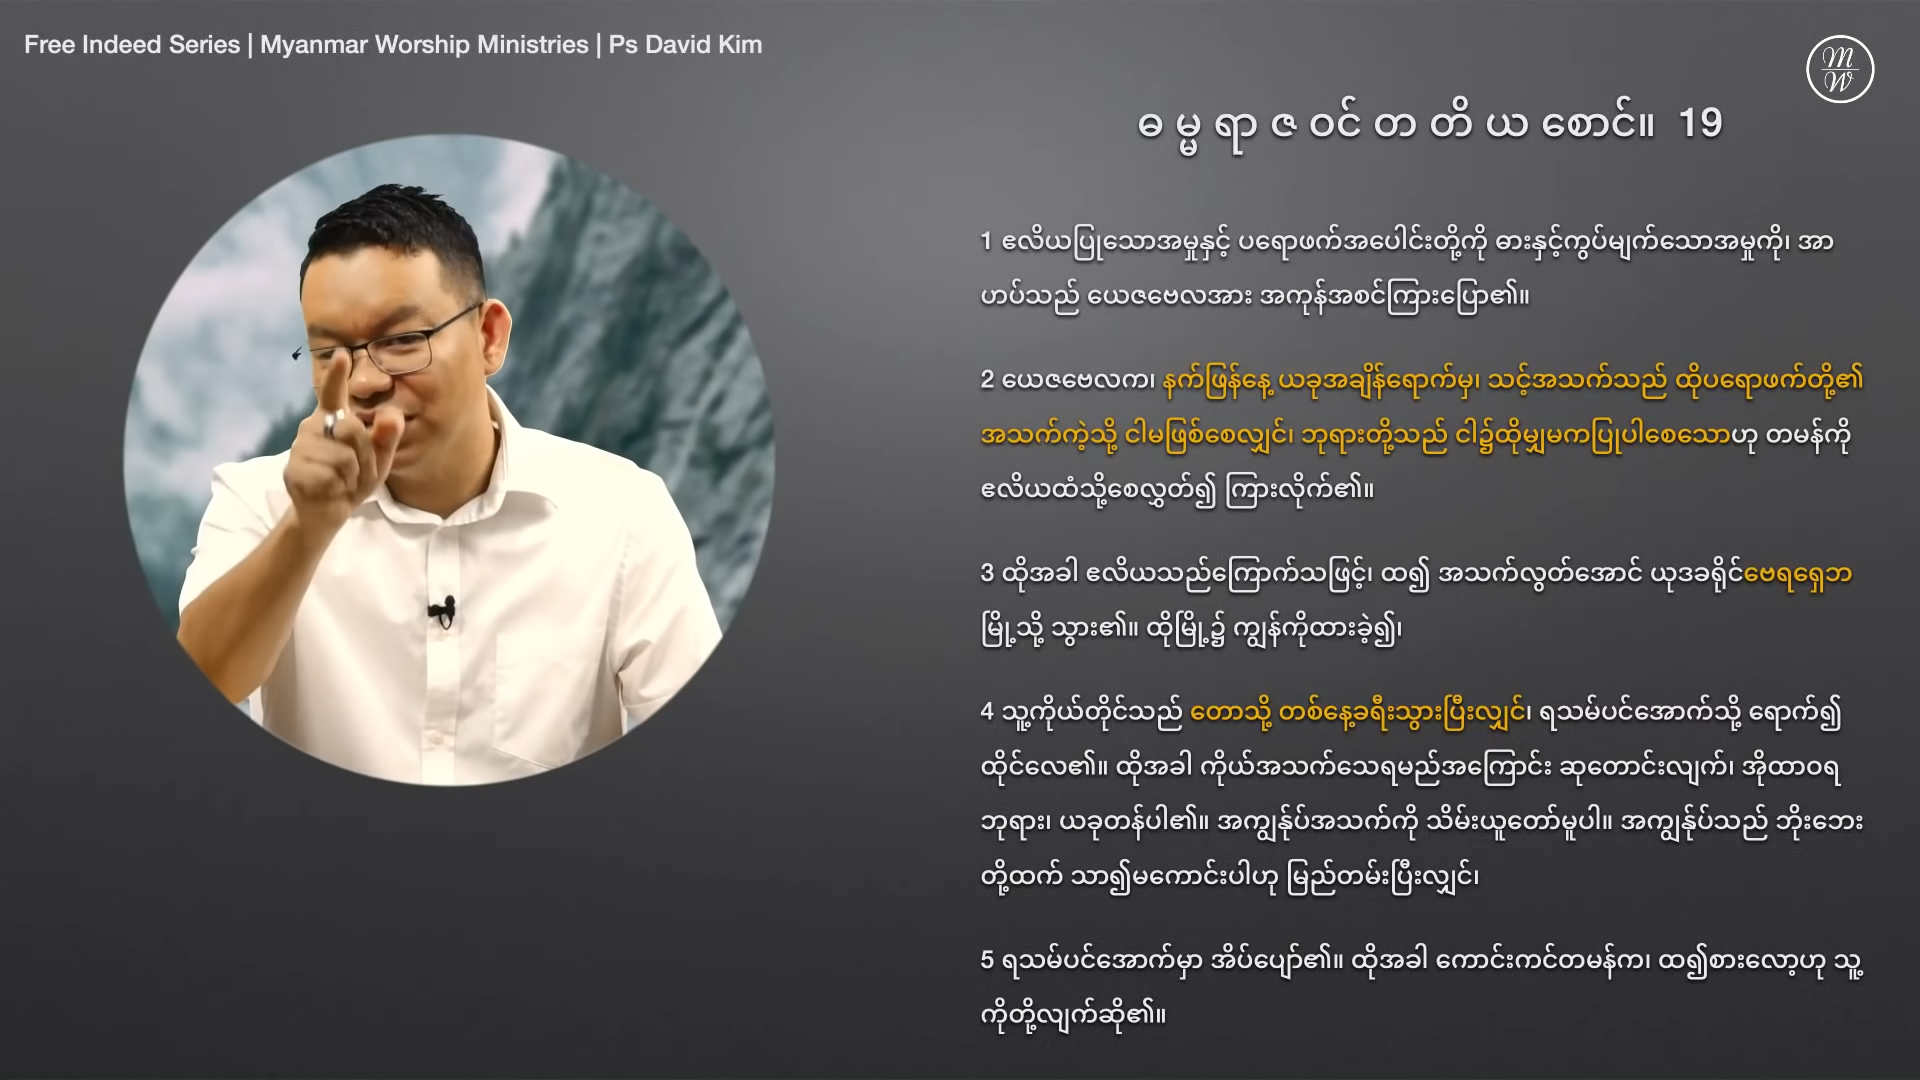 Free Indeed Series | Myanmar Worship Ministries | Ps David Kim
MW
ဓမ္မရာဇဝင်တတိယစောင်။ 19
1 ဧလိယပြုသောအမှုနှင့် ပရောဖက်အပေါင်းတို့ကို ဓားနှင့်ကွပ်မျက်သောအမှုကို၊ အာ
ဟပ်သည် ယေဇဗေလအား အကုန်အစင်ကြားပြော၏။
2 ယေဇဗေလက၊ နက်ဖြန်နေ့ ယခုအချိန်ရောက်မှ၊ သင့်အသက်သည် ထိုပရောဖက်တို့၏
အသက်ကဲ့သို့ ငါမဖြစ်စေလျှင်၊ ဘုရားတို့သည် ငါ၌ထိုမျှမကပြုပါစေသောဟု တမန်ကို
ဧလိယထံသို့စေလွှတ်၍ ကြားလိုက်၏။
3 ထိုအခါ ဧလိယသည်ကြောက်သဖြင့်၊ ထ၍ အသက်လွတ်အောင် ယုဒခရိုင်ဗေရရှေဘ
မြို့သို့ သွား၏။ ထိုမြို့၌ ကျွန်ကိုထားခဲ့၍၊
4 သူ့ကိုယ်တိုင်သည် တောသို့ တစ်နေ့ခရီးသွားပြီးလျှင်၊ ရသမ်ပင်အောက်သို့ ရောက်၍
ထိုင်လေ၏။ ထိုအခါ ကိုယ်အသက်သေရမည်အကြောင်း ဆုတောင်းလျက်၊ အိုထာဝရ
ဘုရား၊ ယခုတန်ပါ၏။ အကျွန်ုပ်အသက်ကို သိမ်းယူတော်မူပါ။ အကျွန်ုပ်သည် ဘိုးဘေး
တို့ထက် သာ၍မကောင်းပါဟု မြည်တမ်းပြီးလျှင်၊
5 ရသမ်ပင်အောက်မှာ အိပ်ပျော်၏။ ထိုအခါ ကောင်းကင်တမန်က၊ ထ၍စားလော့ဟု သူ့
ကိုတို့လျက်ဆို၏။